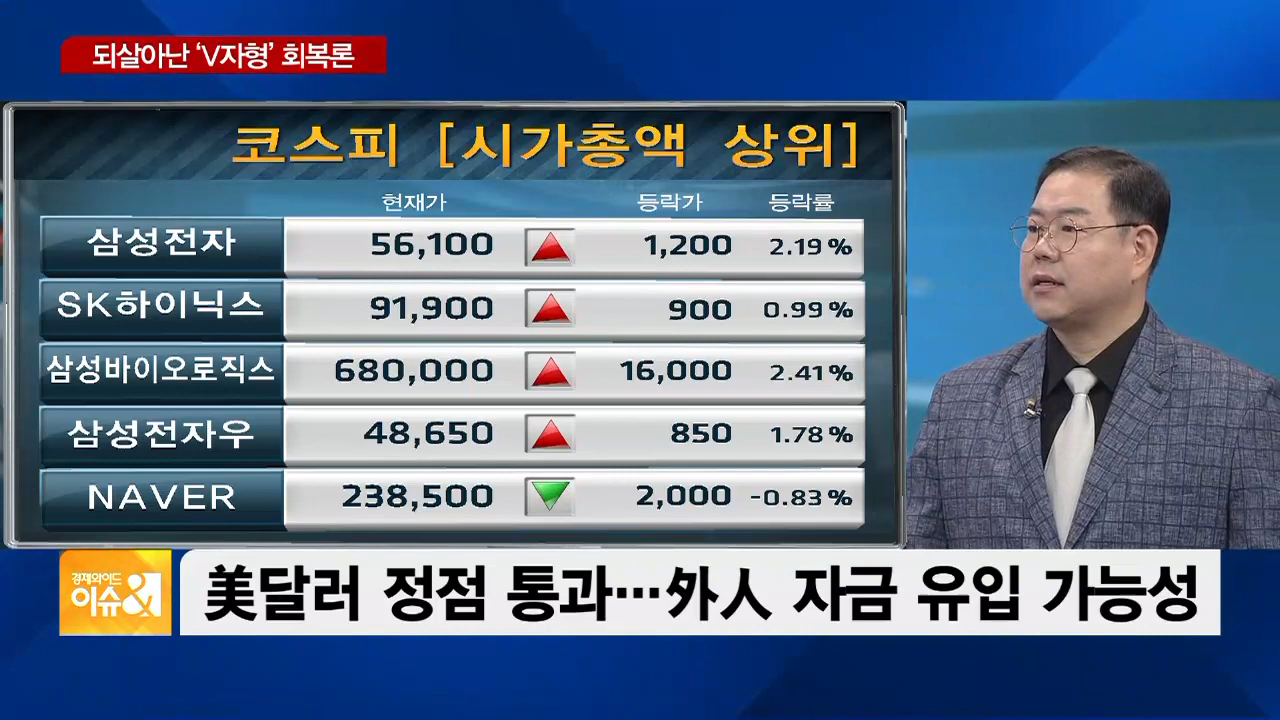 되살아난 'V자형' 회복론
코스피 [시가총액 상위]
현재가 등락가 등락률
삼성전자 56,100 1,200 2.19 %
SK하이닉스 91,900 900 0.99 %
삼성바이오로직스 680,000 16,000 2.41 %
삼성전자우 48,650 850 1.78 %
NAVER 238,500 2,000 -0.83 %
경제와이드
이슈&
美달러 정점 통과…外人 자금 유입 가능성